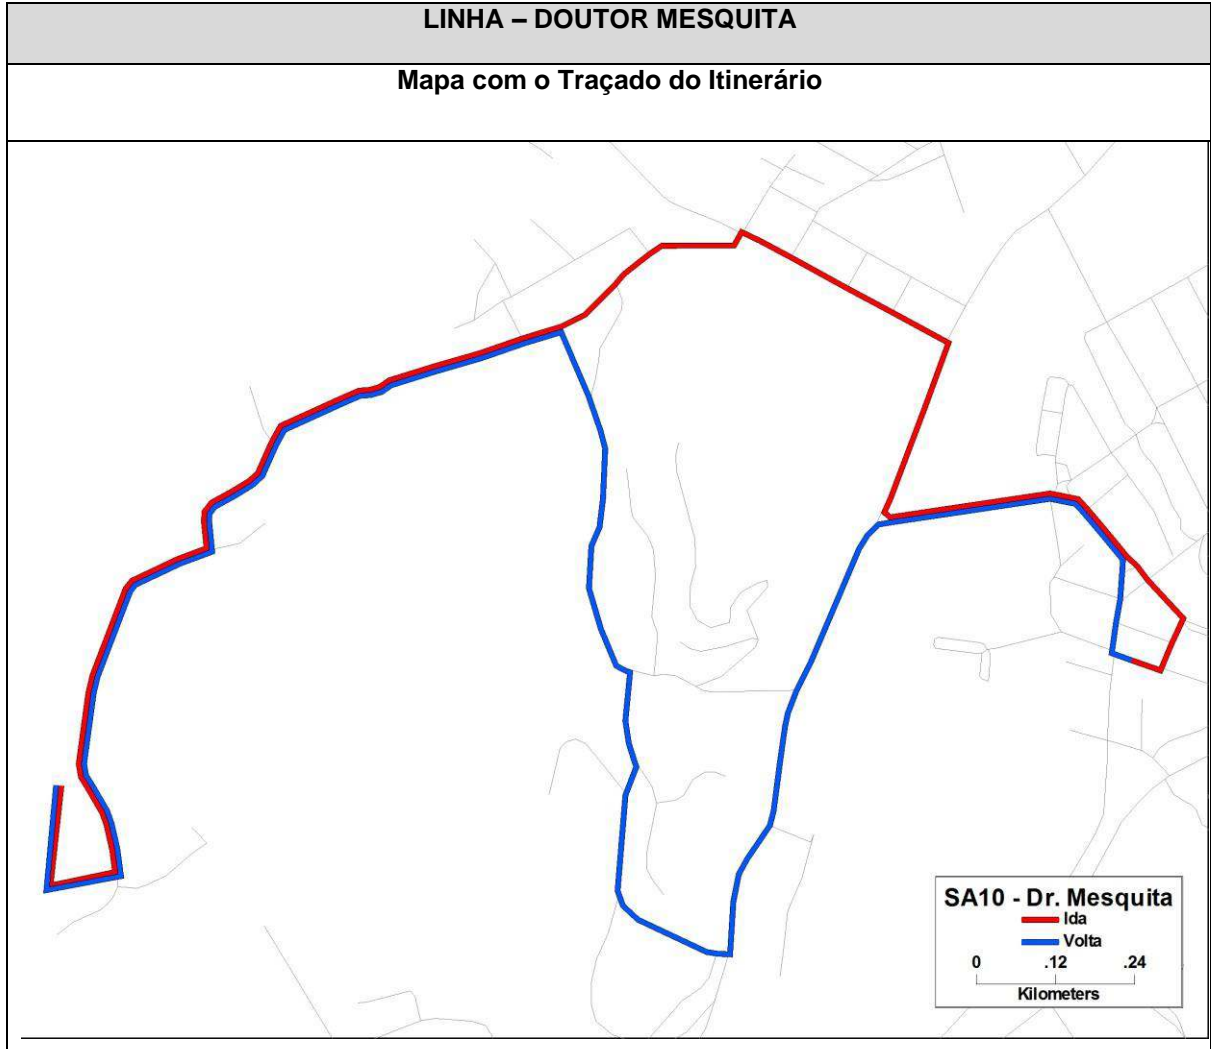 LINHA – DOUTOR MESQUITA
Mapa com o Traçado do Itinerário
SA10 - Dr. Mesquita
Ida
Volta
0 .12 .24
Kilometers